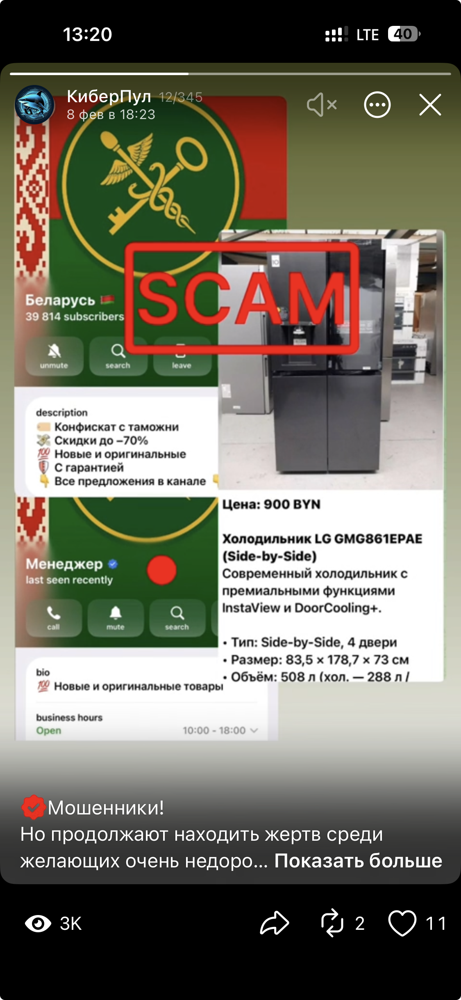 13:20
LTE 40
КиберПул 12/345
8 фев в 18:23
SCAM
Беларусь
39 814 subscribers
unmute
search
leave
description
Конфискат с таможни
Скидки до –70%
💯 Новые и оригинальные
С гарантией
👇 Все предложения в канале
Менеджер
last seen recently
call
mute
search
bio
💯 Новые и оригинальные товары
business hours
Open
10:00 - 18:00
Цена: 900 BYN
Холодильник LG GMG861EPAE
(Side-by-Side)
Современный холодильник с
премиальными функциями
InstaView и DoorCooling+.
• Тип: Side-by-Side, 4 двери
• Размер: 83,5 × 178,7 × 73 см
• Объём: 508 л (хол. — 288 л /
Мошенники!
Но продолжают находить жертв среди
желающих очень недоро... Показать больше
3K
2
11